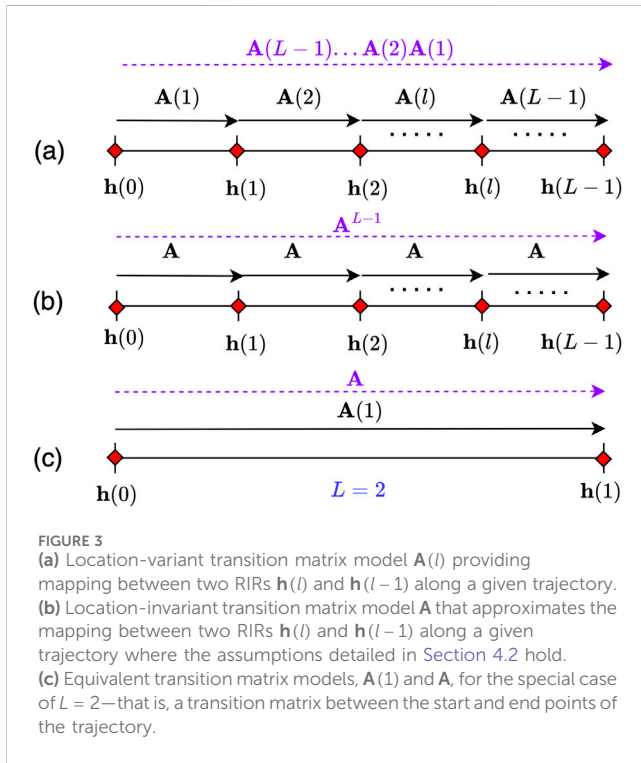 A(L−1)...A(2)A(1)
A(1) A(2) A(l) A(L−1)
..... .....
(a)
h(0) h(1) h(2) h(l) h(L−1)
A^{L−1}
A A A A
..... .....
(b)
h(0) h(1) h(2) h(l) h(L−1)
A
A(1)
(c)
h(0) L = 2 h(1)
FIGURE 3
(a) Location-variant transition matrix model A(l) providing
mapping between two RIRs h(l) and h(l−1) along a given trajectory.
(b) Location-invariant transition matrix model A that approximates the
mapping between two RIRs h(l) and h(l−1) along a given
trajectory where the assumptions detailed in Section 4.2 hold.
(c) Equivalent transition matrix models, A(1) and A, for the special case
of L = 2—that is, a transition matrix between the start and end points of
the trajectory.